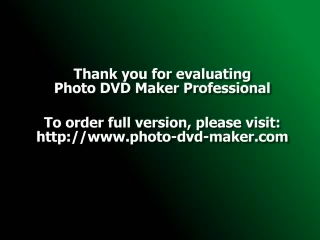 Thank you for evaluating
Photo DVD Maker Professional
To order full version, please visit:
http://www.photo-dvd-maker.com